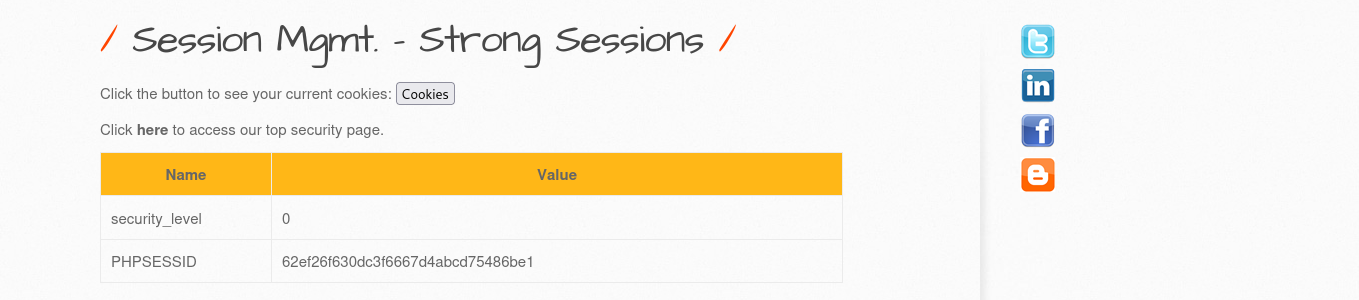 / Session Mgmt. - Strong Sessions /
Click the button to see your current cookies: Cookies
Click here to access our top security page.
Name Value
security_level 0
PHPSESSID 62ef26f630dc3f6667d4abcd75486be1